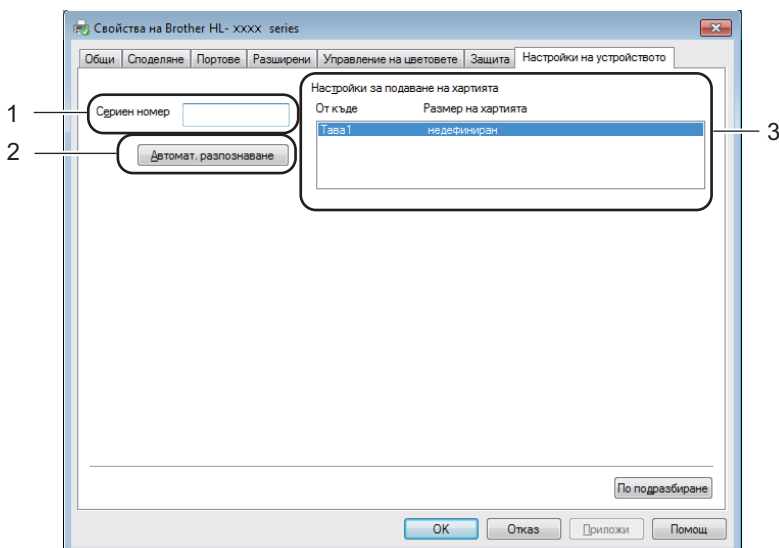 Свойства на Brother HL- xxxx series
Общи Споделяне Портове Разширени Управление на цветовете Защита Настройки на устройството
Настройки за подаване на хартията
1 Сериен номер От къде Размер на хартията
Тава1 недефиниран 3
2 Автомат. разпознаване
По подразбиране
OK Отказ Приложи Помощ